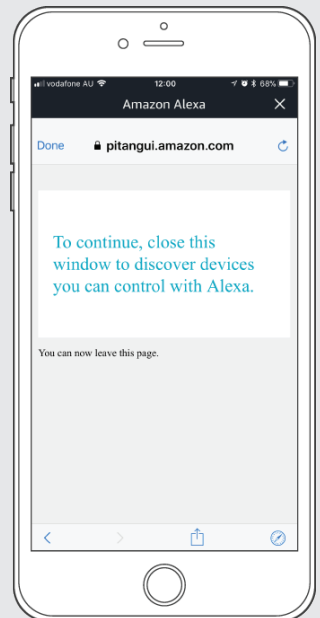 vodafone AU 12:00 68%
Amazon Alexa
Done pitangui.amazon.com
To continue, close this
window to discover devices
you can control with Alexa.
You can now leave this page.